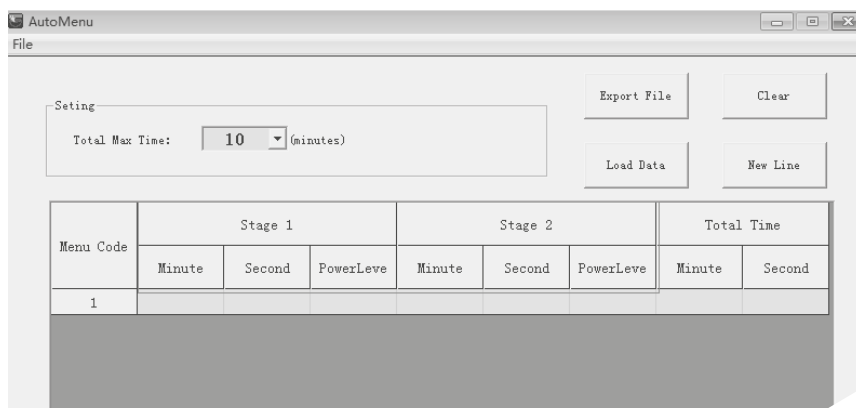 AutoMenu
File
Export File
Clear
Seting
Total Max Time:
10
(minutes)
Load Data
New Line
Menu Code
Stage 1
Stage 2
Total Time
Minute
Second
PowerLeve
Minute
Second
PowerLeve
Minute
Second
1